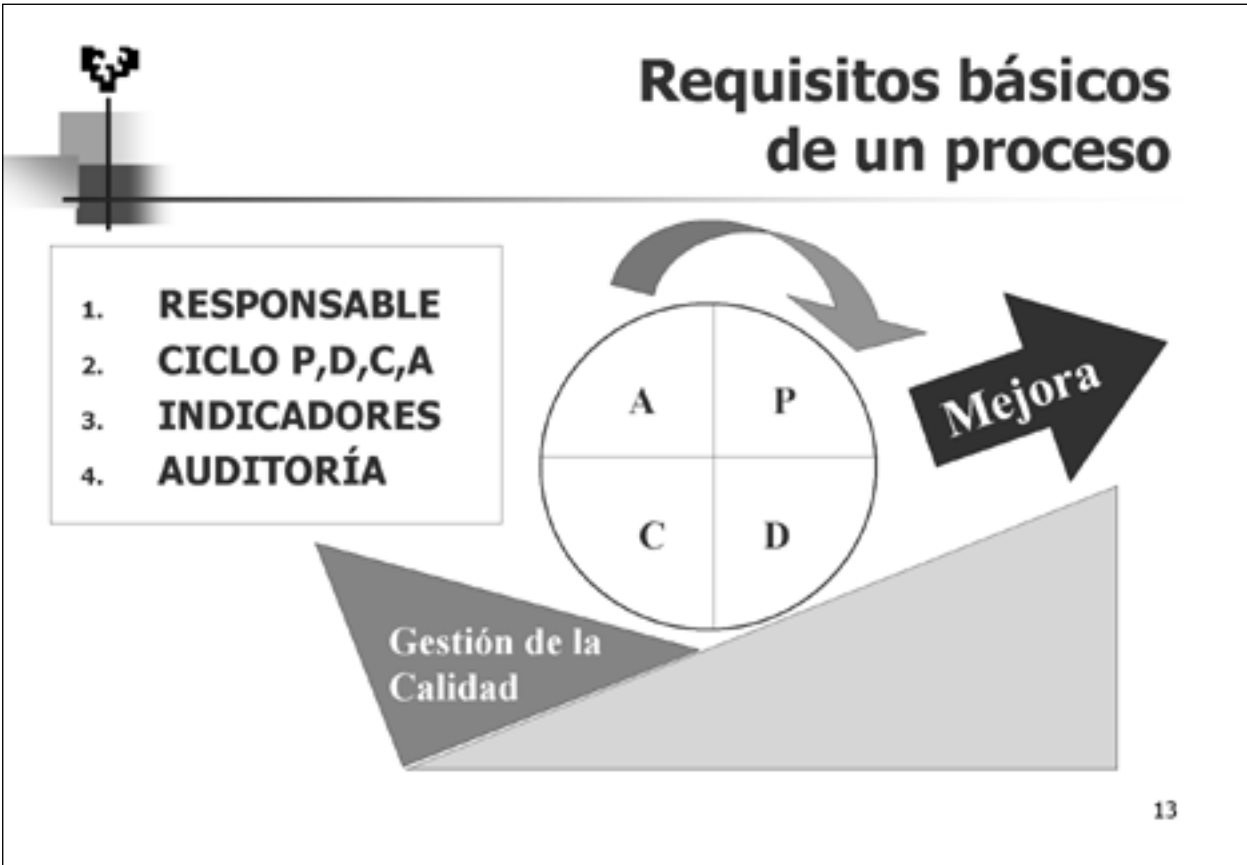 Requisitos básicos
de un proceso
1. RESPONSABLE
2. CICLO P,D,C,A
3. INDICADORES
4. AUDITORÍA
A P
C D
Mejora
Gestión de la
Calidad
13